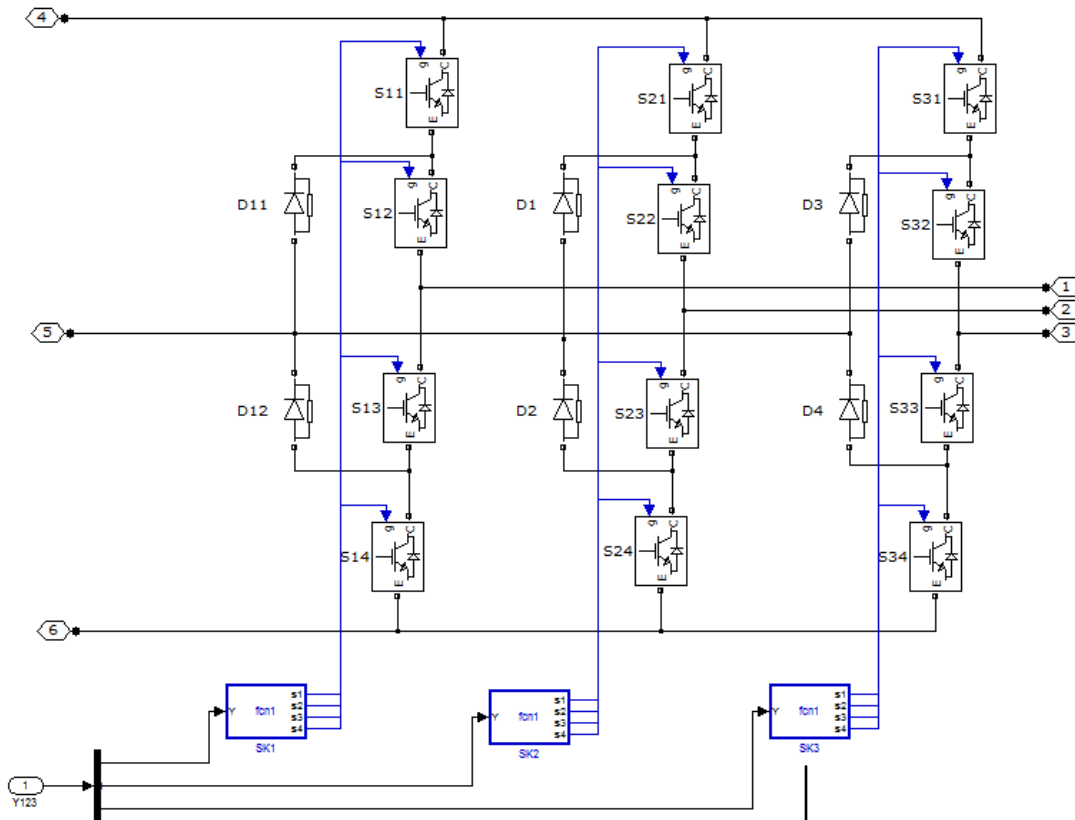 4
g C
S11
E
g C
S21
E
g C
S31
E
D11
g C
S12
E
D1
g C
S22
E
D3
g C
S32
E
1
2
5
3
D12
g C
S13
E
D2
g C
S23
E
D4
g C
S33
E
g C
S14
E
g C
S24
E
g C
S34
E
6
Y fcn1 s1 s2 s3 s4
SK1
Y fcn1 s1 s2 s3 s4
SK2
Y fcn1 s1 s2 s3 s4
SK3
1
Y123